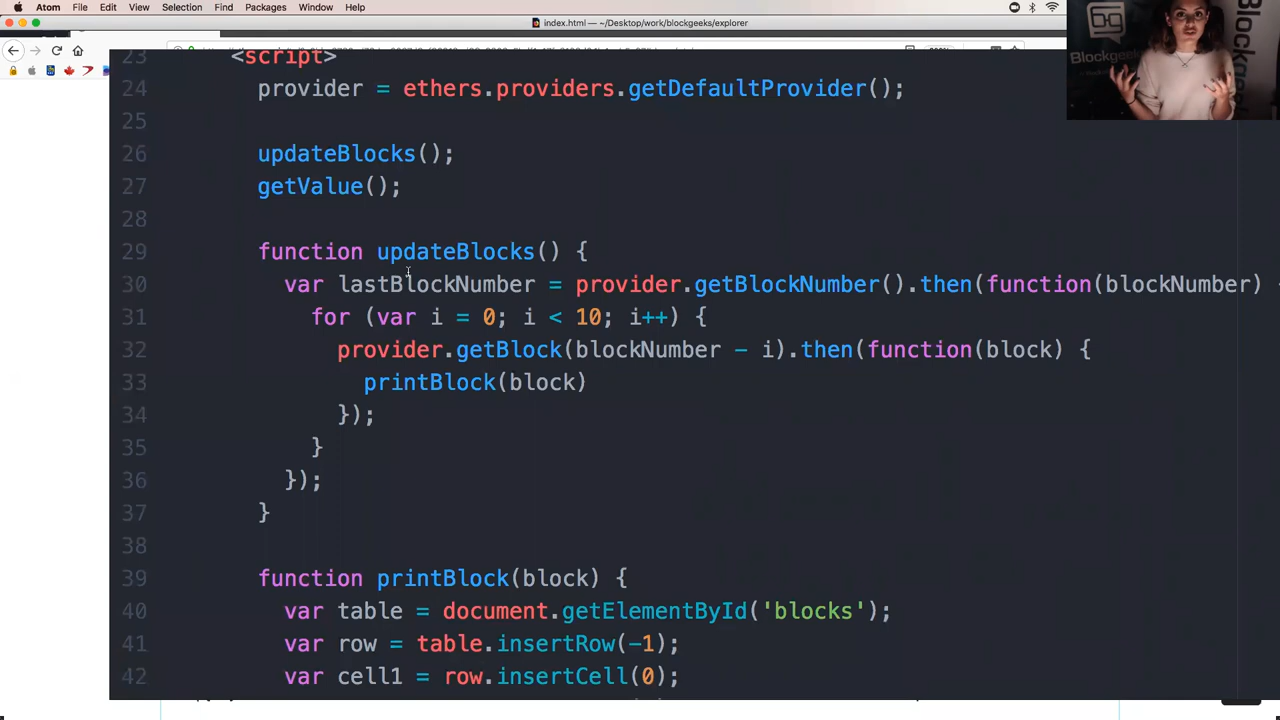 Atom File Edit View Selection Find Packages Window Help
index.html — ~/Desktop/work/blockgeeks/explorer
Blockgeeks
Blockgeeks
23 <script>
24 provider = ethers.providers.getDefaultProvider();
25
26 updateBlocks();
27 getValue();
28
29 function updateBlocks() {
30 var lastBlockNumber = provider.getBlockNumber().then(function(blockNumber)
31 for (var i = 0; i < 10; i++) {
32 provider.getBlock(blockNumber - i).then(function(block) {
33 printBlock(block)
34 });
35 }
36 });
37 }
38
39 function printBlock(block) {
40 var table = document.getElementById('blocks');
41 var row = table.insertRow(-1);
42 var cell1 = row.insertCell(0);